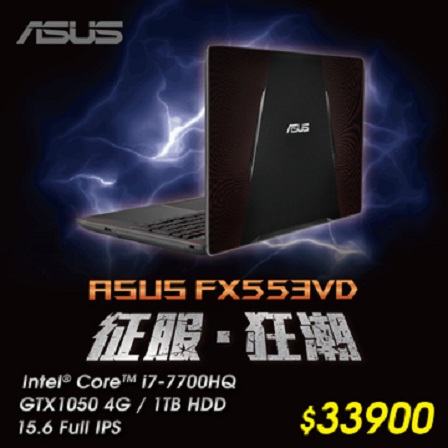 ASUS
ASUS
ASUS FX553VD
征服·狂潮
Intel® Core™ i7-7700HQ
GTX1050 4G / 1TB HDD
15.6 Full IPS
$33900